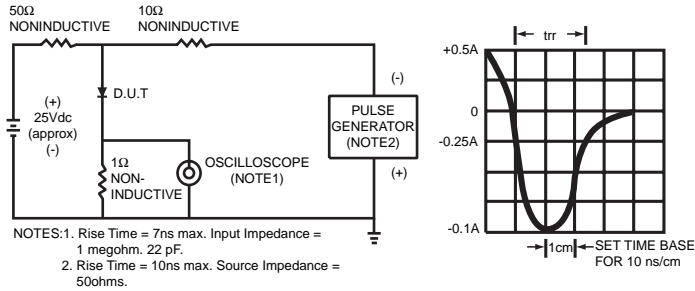 50Ω
NONINDUCTIVE
10Ω
NONINDUCTIVE
(+)
25Vdc
(approx)
(-)
D.U.T
1Ω
NON-
INDUCTIVE
OSCILLOSCOPE
(NOTE1)
(-)
PULSE
GENERATOR
(NOTE2)
(+)
NOTES:1. Rise Time = 7ns max. Input Impedance =
1 megohm. 22 pF.
2. Rise Time = 10ns max. Source Impedance =
50ohms.
trr
+0.5A
0
-0.25A
-0.1A
1cm
SET TIME BASE
FOR 10 ns/cm